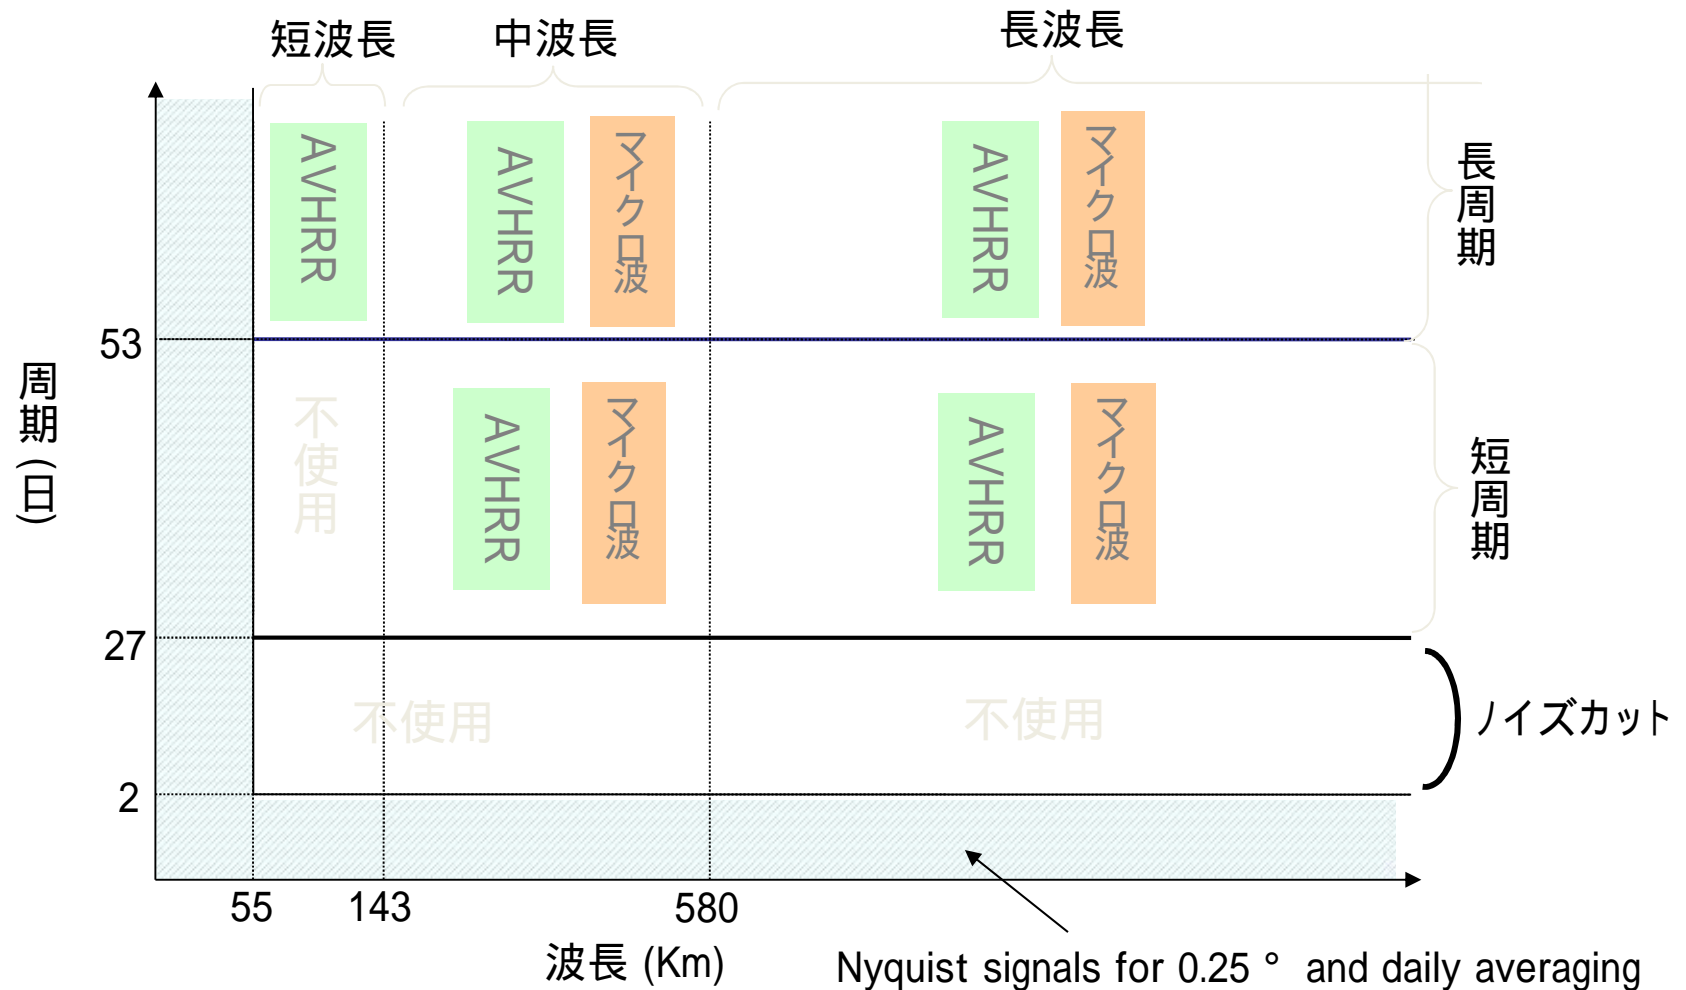 短波長
中波長
長波長
AVHRR
AVHRR
マイクロ波
AVHRR
マイクロ波
長周期
53
周期(日)
不使用
AVHRR
マイクロ波
AVHRR
マイクロ波
短周期
27
不使用
不使用
ノイズカット
2
55
143
580
波長 (Km)
Nyquist signals for 0.25 ° and daily averaging